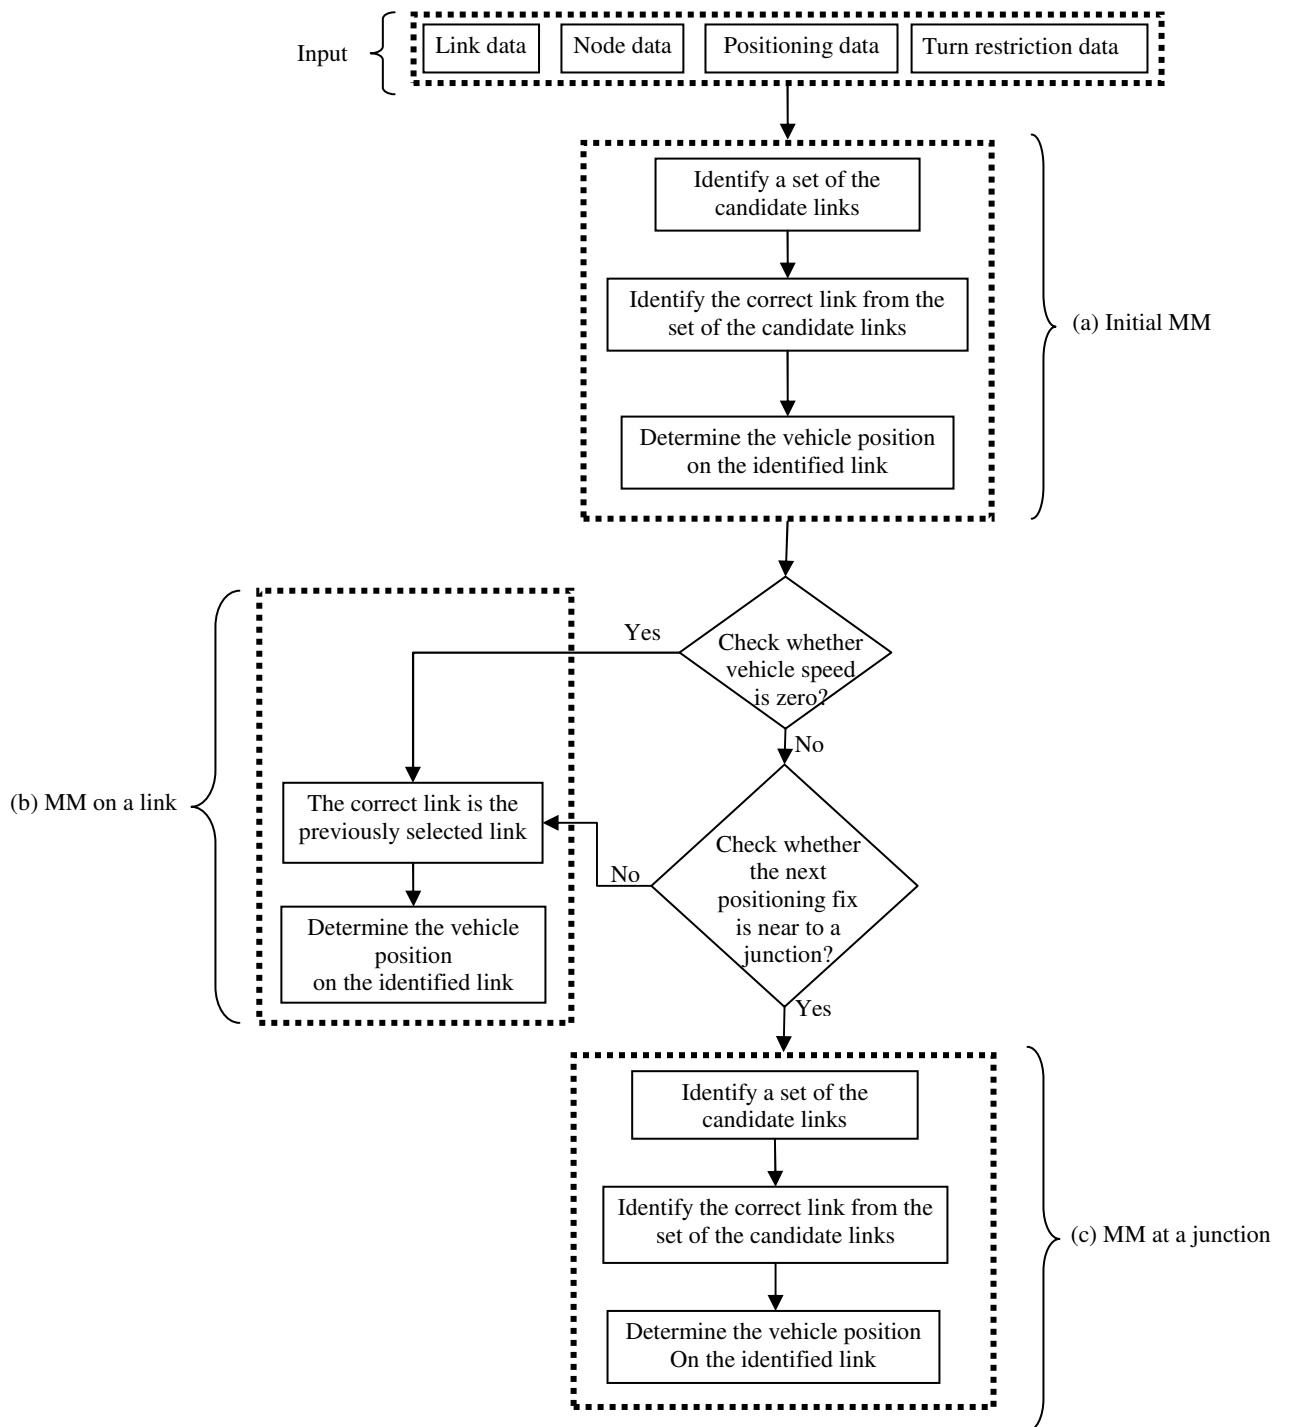 Input
Link data
Node data
Positioning data
Turn restriction data
Identify a set of the
candidate links
Identify the correct link from the
set of the candidate links
(a) Initial MM
Determine the vehicle position
on the identified link
Yes
Check whether
vehicle speed
is zero?
No
(b) MM on a link
The correct link is the
previously selected link
Check whether
the next
positioning fix
is near to a
junction?
No
Determine the vehicle
position
on the identified link
Yes
Identify a set of the
candidate links
Identify the correct link from the
set of the candidate links
(c) MM at a junction
Determine the vehicle position
On the identified link